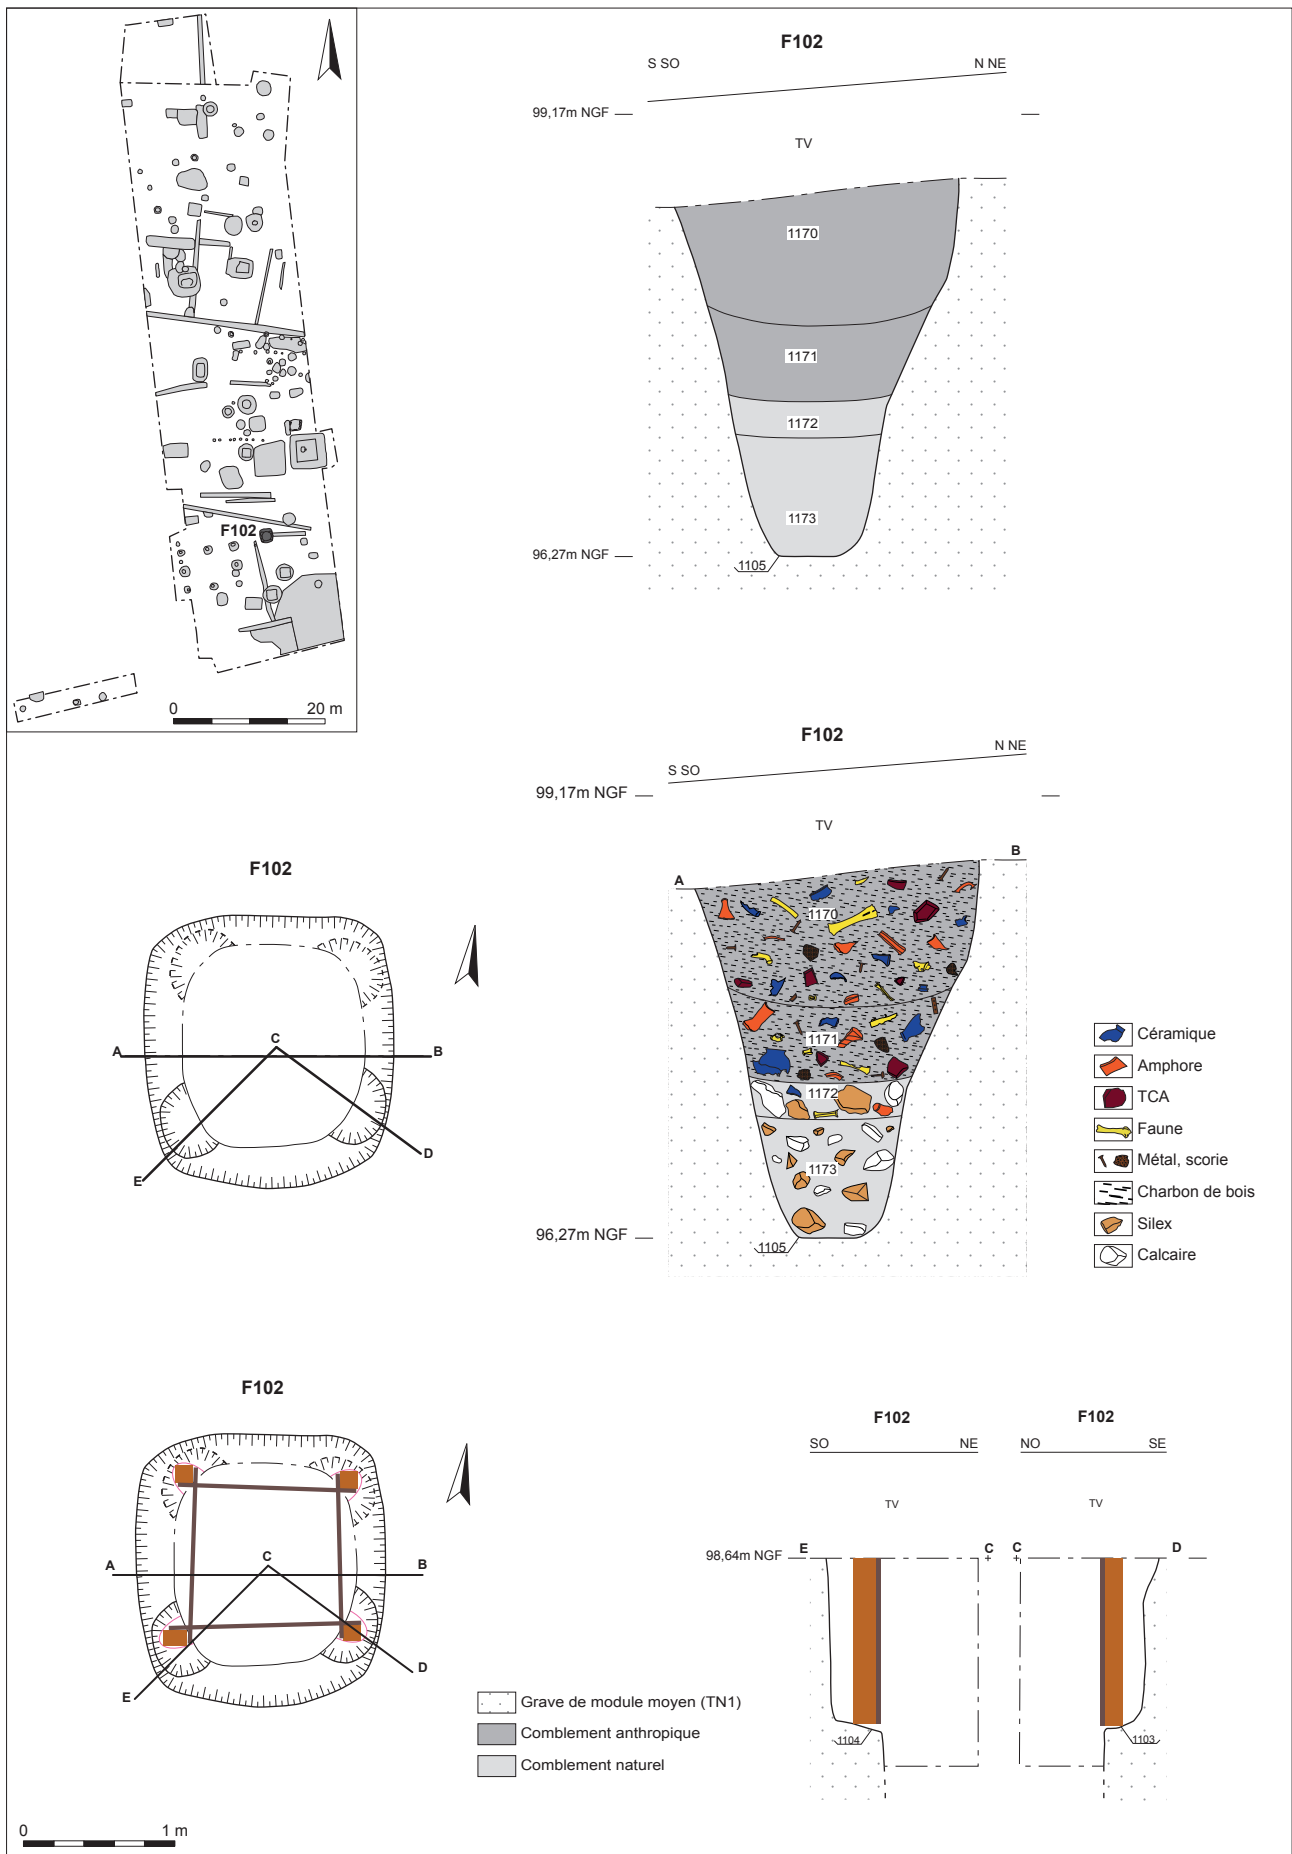 F102
S SO
N NE
99,17m NGF
TV
1170
1171
1172
1173
96,27m NGF
1105
F102
0 20 m
F102
S SO
N NE
99,17m NGF
TV
A
B
1170
1171
1172
1173
96,27m NGF
1105
F102
A
C
B
D
E
Céramique
Amphore
TCA
Faune
Métal, scorie
Charbon de bois
Silex
Calcaire
F102
A
C
B
D
E
F102
SO NE
TV
98,64m NGF
E
C
1104
F102
NO SE
TV
C
D
1103
Grave de module moyen (TN1)
Comblement anthropique
Comblement naturel
0 1 m